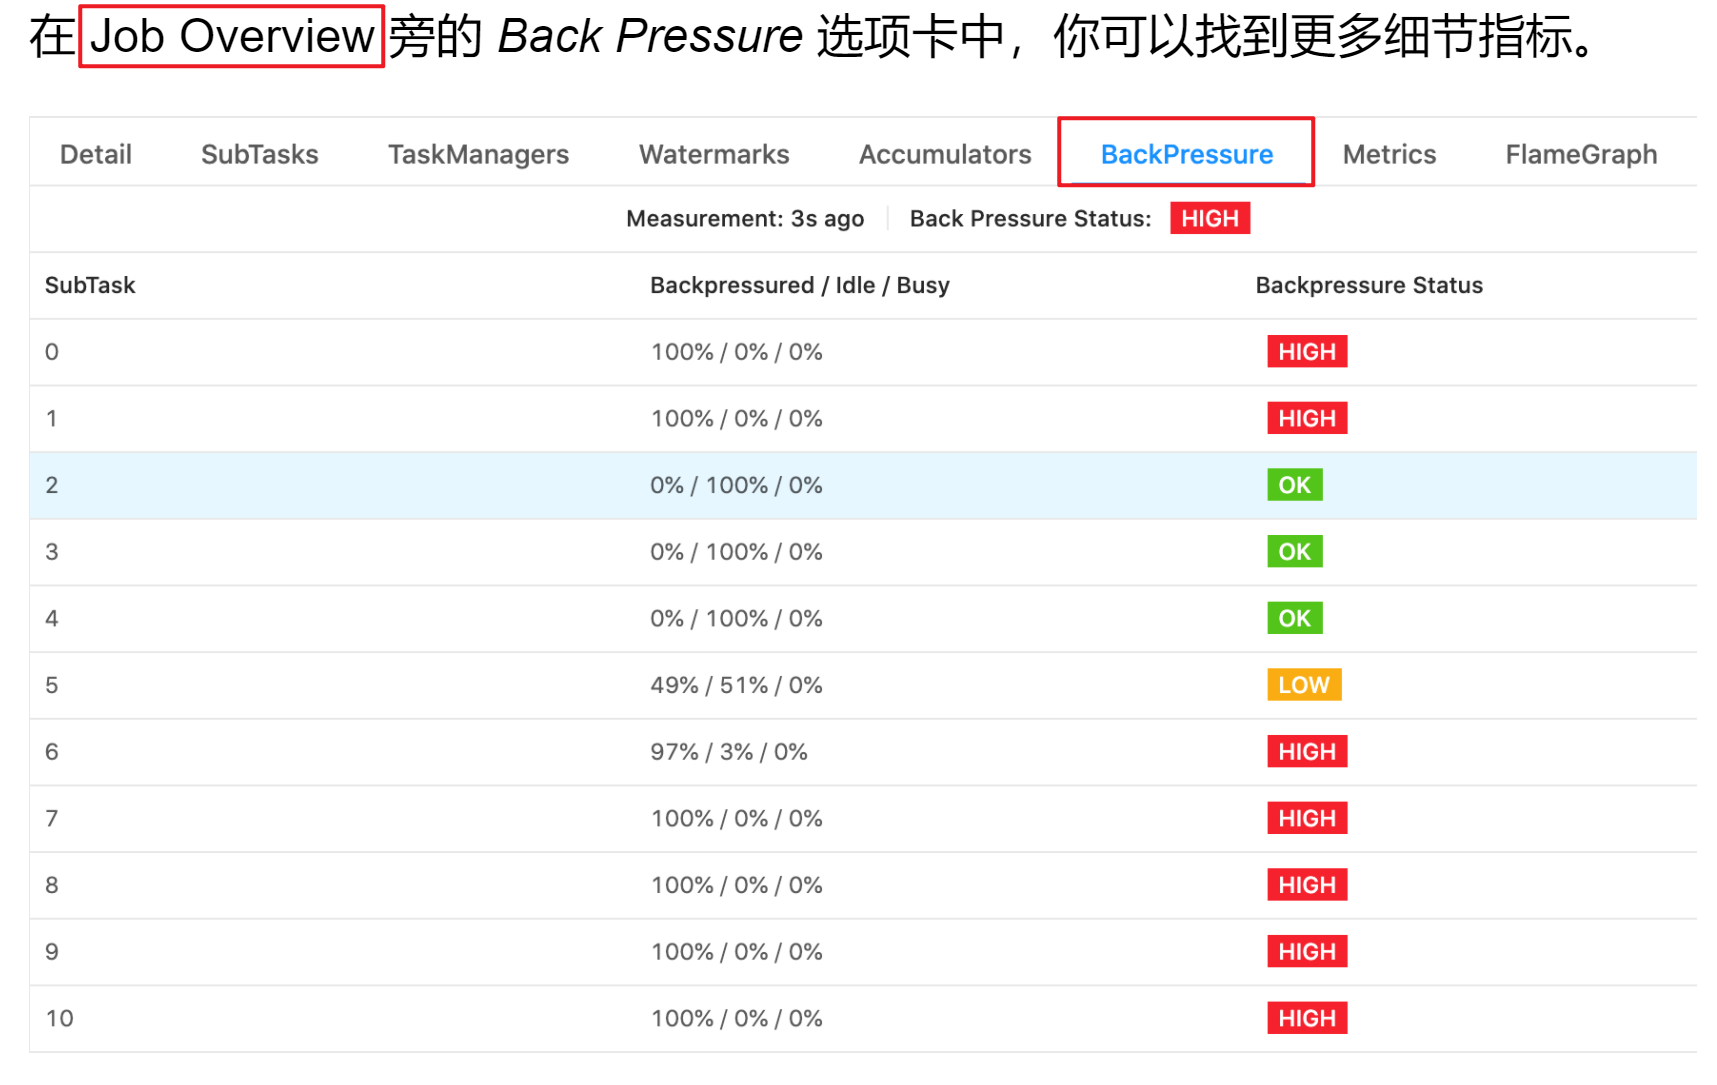 在 Job Overview 旁的 Back Pressure 选项卡中，你可以找到更多细节指标。
Detail SubTasks TaskManagers Watermarks Accumulators BackPressure Metrics FlameGraph
Measurement: 3s ago Back Pressure Status: HIGH
SubTask Backpressured / Idle / Busy Backpressure Status
0 100% / 0% / 0% HIGH
1 100% / 0% / 0% HIGH
2 0% / 100% / 0% OK
3 0% / 100% / 0% OK
4 0% / 100% / 0% OK
5 49% / 51% / 0% LOW
6 97% / 3% / 0% HIGH
7 100% / 0% / 0% HIGH
8 100% / 0% / 0% HIGH
9 100% / 0% / 0% HIGH
10 100% / 0% / 0% HIGH